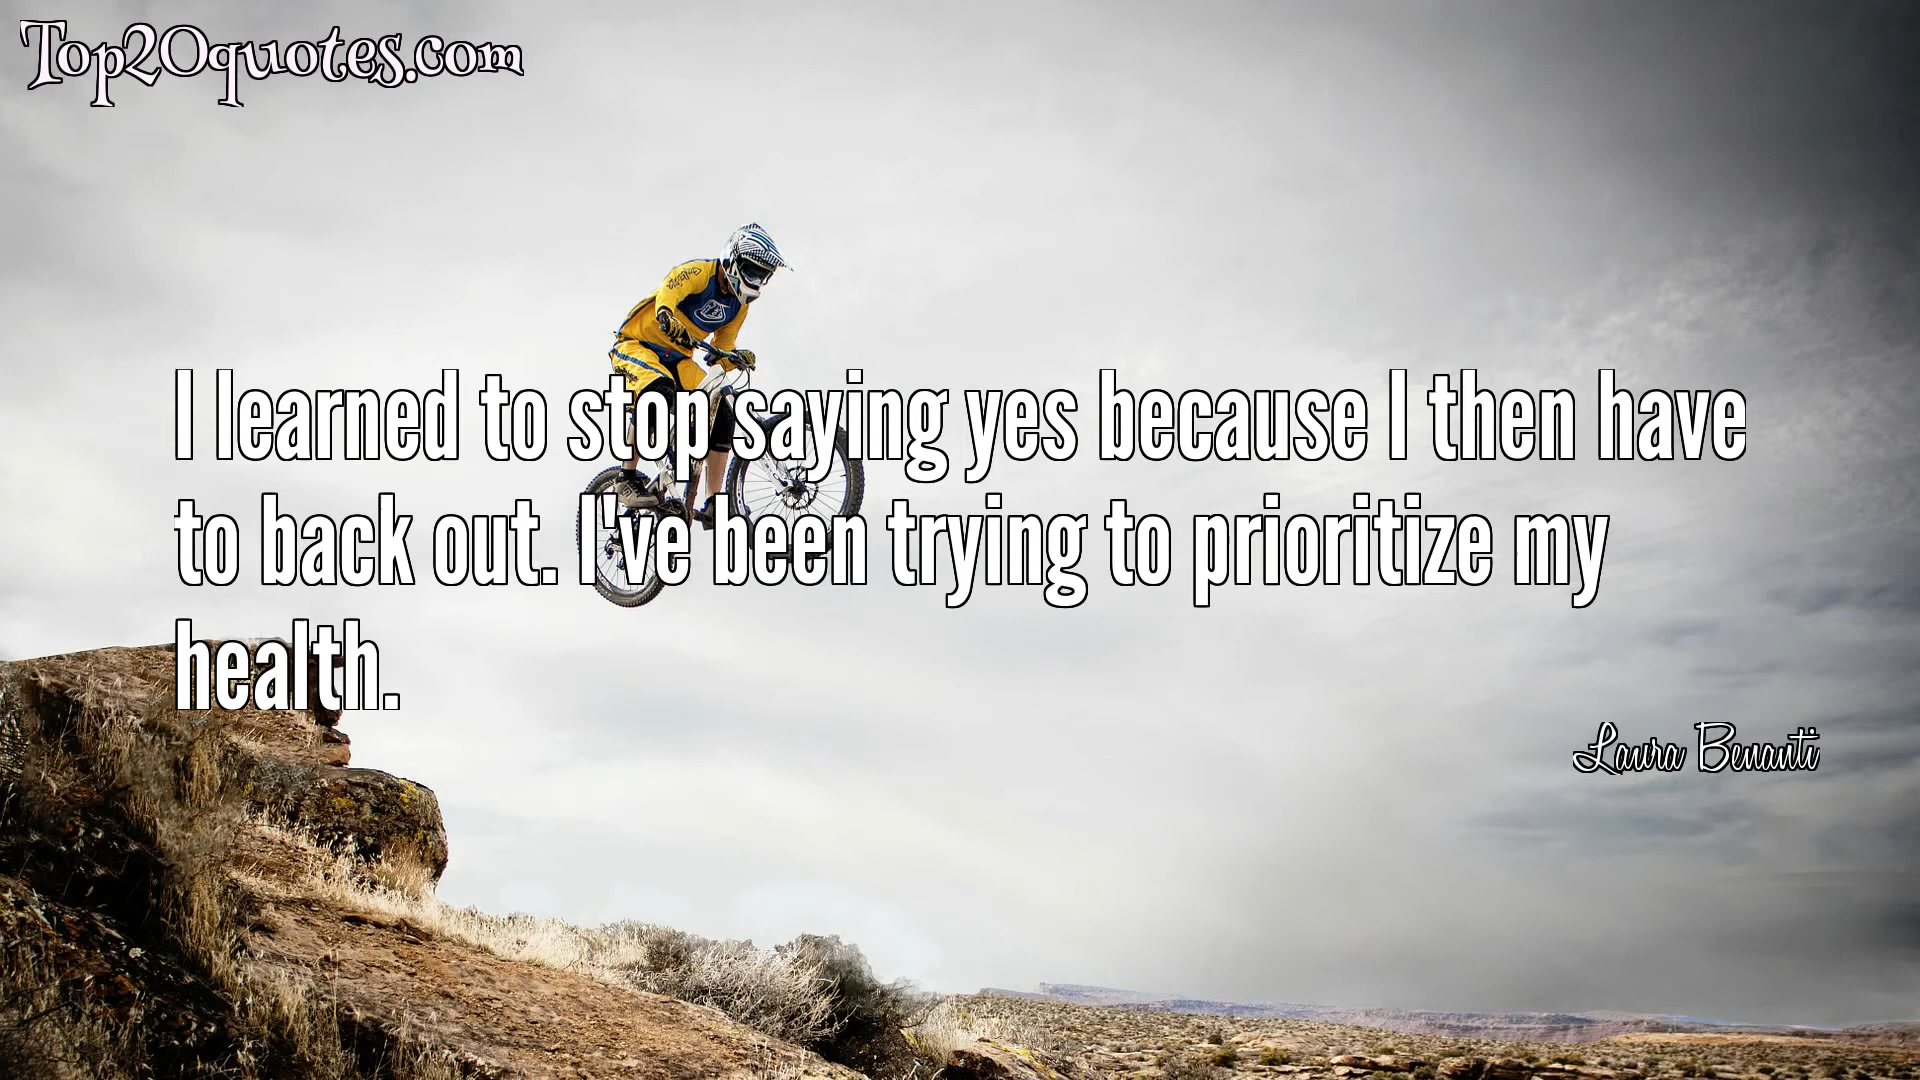 Top20quotes.com
I learned to stop saying yes because I then have
to back out. I've been trying to prioritize my
health.
Laura Benanti